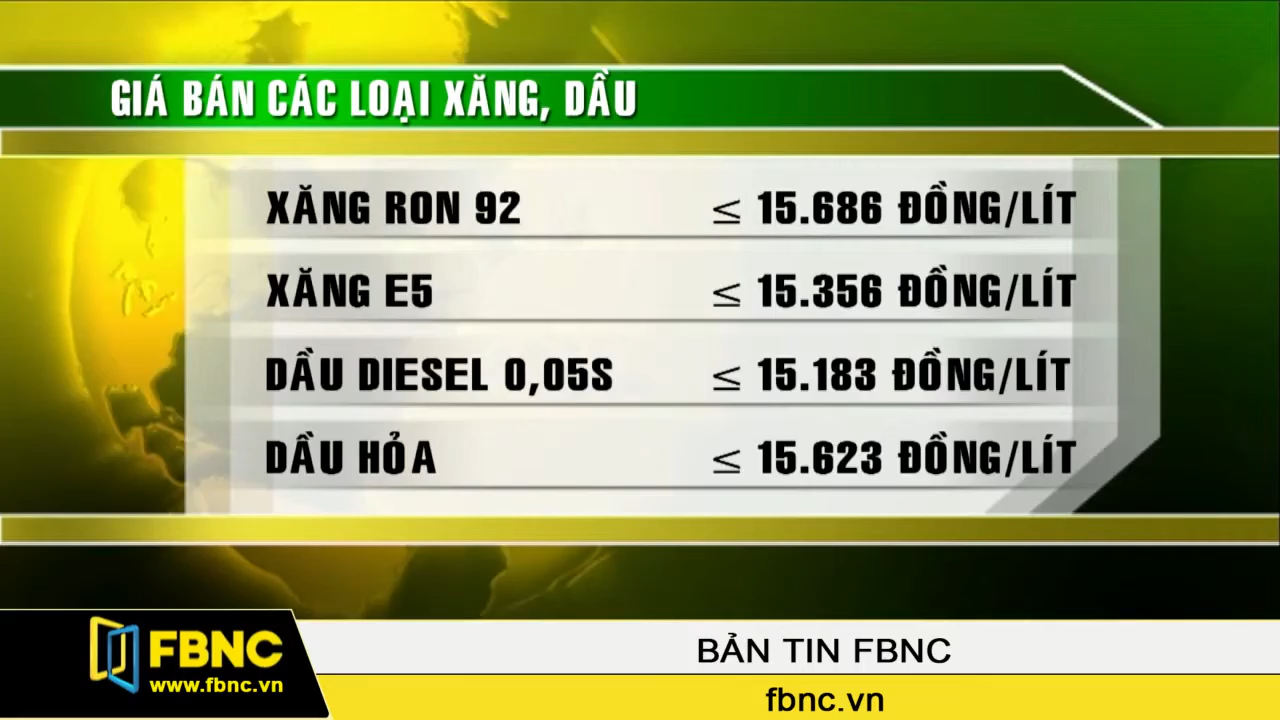 GIÁ BÁN CÁC LOẠI XĂNG, DẦU
XĂNG RON 92 ≤ 15.686 ĐỒNG/LÍT
XĂNG E5 ≤ 15.356 ĐỒNG/LÍT
DẦU DIESEL 0,05S ≤ 15.183 ĐỒNG/LÍT
DẦU HỎA ≤ 15.623 ĐỒNG/LÍT
FBNC
www.fbnc.vn
BẢN TIN FBNC
fbnc.vn